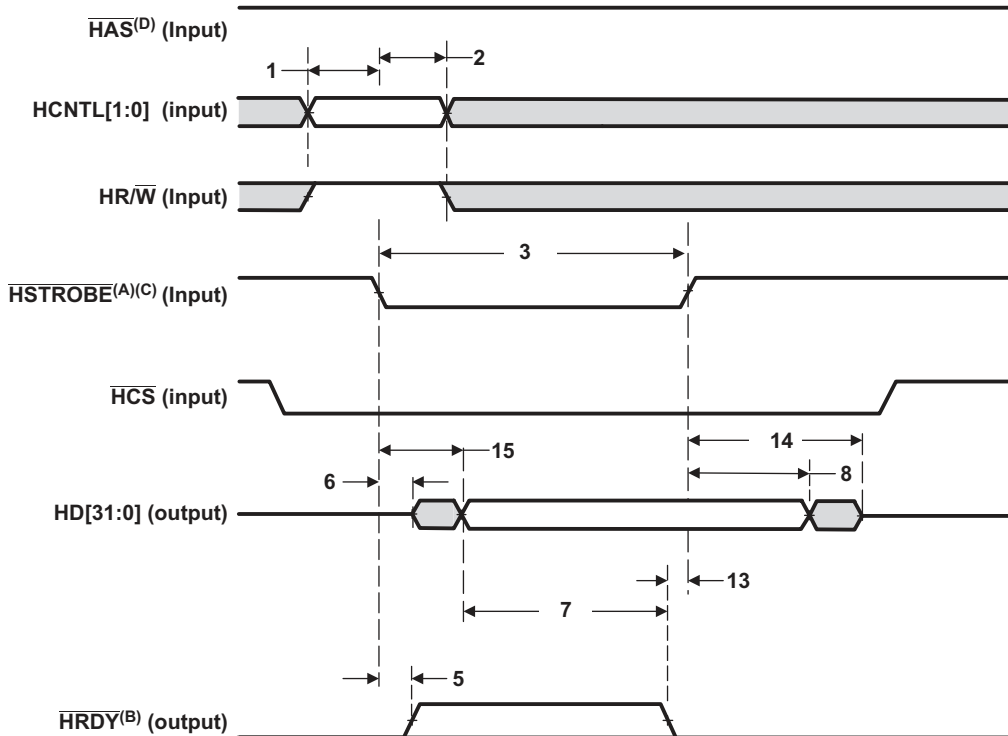 HAS(D) (Input)
1
2
HCNTL[1:0] (input)
HR/W (Input)
3
HSTROBE(A)(C) (Input)
HCS (input)
14
15
6
8
HD[31:0] (output)
13
7
5
HRDY(B) (output)